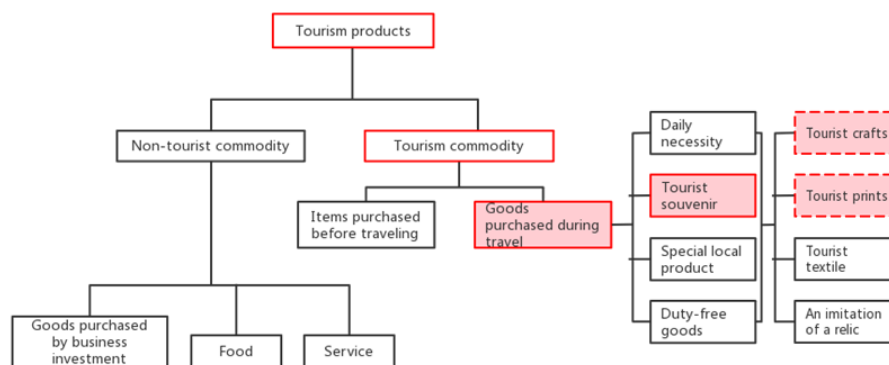 Tourism products
Non-tourist commodity
Tourism commodity
Items purchased
before traveling
Goods
purchased during
travel
Daily
necessity
Tourist
souvenir
Special local
product
Duty-free
goods
Tourist crafts
Tourist prints
Tourist
textile
An imitation
of a relic
Goods purchased
by business
investment
Food
Service